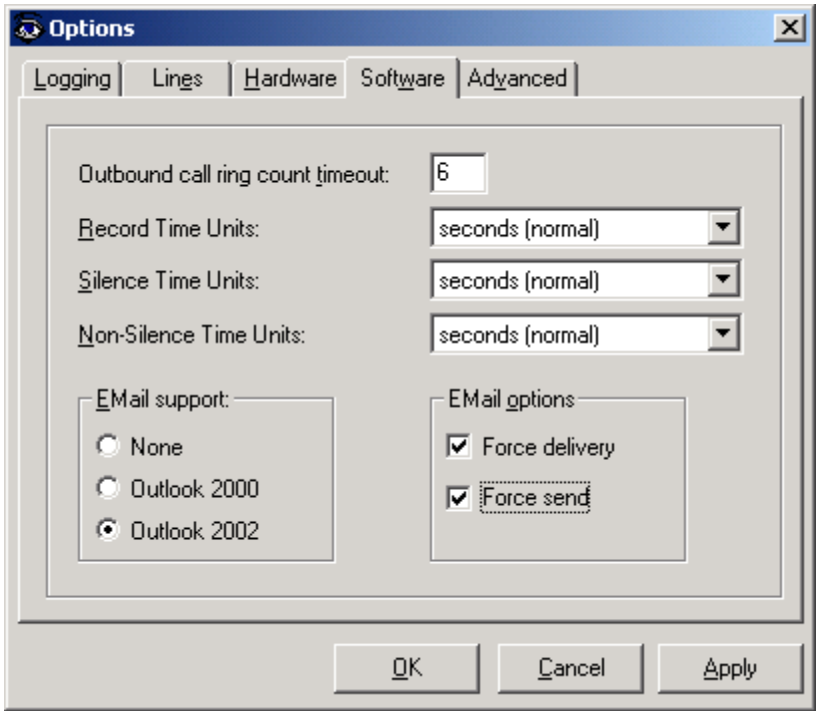 Options
Logging Lines Hardware Software Advanced
Outbound call ring count timeout: 6
Record Time Units: seconds (normal)
Silence Time Units: seconds (normal)
Non-Silence Time Units: seconds (normal)
EMail support: EMail options
None Force delivery
Outlook 2000 Force send
Outlook 2002
OK Cancel Apply